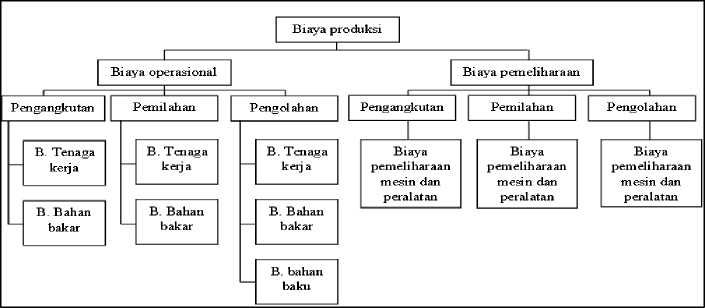 Biaya produksi
Biaya operasional
Biaya pemeliharaan
Pengangkutan
Pemilahan
Pengolahan
Pengangkutan
Pemilahan
Pengolahan
B. Tenaga
kerja
B. Tenaga
kerja
B. Tenaga
kerja
Biaya
pemeliharaan
mesin dan
peralatan
Biaya
pemeliharaan
mesin dan
peralatan
Biaya
pemeliharaan
mesin dan
peralatan
B. Bahan
bakar
B. Bahan
bakar
B. Bahan
bakar
B. bahan
baku